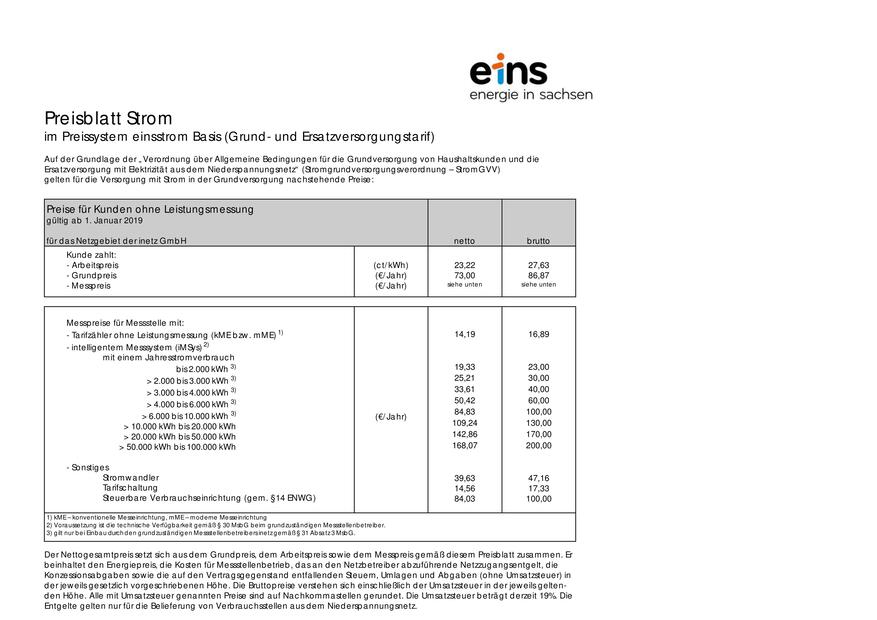 eins
energie in sachsen
Preisblatt Strom
im Preissystem einsstrom Basis (Grund- und Ersatzversorgungstarif)
Auf der Grundlage der „Verordnung über Allgemeine Bedingungen für die Grundversorgung von Haushaltskunden und die
Ersatzversorgung mit Elektrizität aus dem Niederspannungsnetz“ (Stromgrundversorgungsverordnung – StromGVV)
gelten für die Versorgung mit Strom in der Grundversorgung nachstehende Preise:
Preise für Kunden ohne Leistungsmessung
gültig ab 1. Januar 2019
für das Netzgebiet der inetz GmbH netto brutto
Kunde zahlt:
- Arbeitspreis (ct/kWh) 23,22 27,63
- Grundpreis (€/Jahr) 73,00 86,87
- Messpreis (€/Jahr) siehe unten siehe unten
Messpreise für Messstelle mit:
- Tarifzähler ohne Leistungsmessung (kME bzw. mME) 1) 14,19 16,89
- intelligentem Messsystem (iMSys) 2)
mit einem Jahresstromverbrauch
bis 2.000 kWh 3) 19,33 23,00
> 2.000 bis 3.000 kWh 3) 25,21 30,00
> 3.000 bis 4.000 kWh 3) 33,61 40,00
> 4.000 bis 6.000 kWh 3) 50,42 60,00
> 6.000 bis 10.000 kWh 3) (€/Jahr) 84,83 100,00
> 10.000 kWh bis 20.000 kWh 109,24 130,00
> 20.000 kWh bis 50.000 kWh 142,86 170,00
> 50.000 kWh bis 100.000 kWh 168,07 200,00
- Sonstiges
Stromwandler 39,63 47,16
Tarifschaltung 14,56 17,33
Steuerbare Verbrauchseinrichtung (gem. §14 ENWG) 84,03 100,00
1) kME – konventionelle Messeinrichtung, mME – moderne Messeinrichtung
2) Voraussetzung ist die technische Verfügbarkeit gemäß § 30 MsbG beim grundzuständigen Messstellenbetreiber.
3) gilt nur bei Einbau durch den grundzuständigen Messstellenbetreibers inetz gemäß § 31 Absatz 3 MsbG.
Der Nettogesamtpreis setzt sich aus dem Grundpreis, dem Arbeitspreis sowie dem Messpreis gemäß diesem Preisblatt zusammen. Er
beinhaltet den Energiepreis, die Kosten für Messstellenbetrieb, das an den Netzbetreiber abzuführende Netzzugangsentgelt, die
Konzessionsabgaben sowie die auf den Vertragsgegenstand entfallenden Steuern, Umlagen und Abgaben (ohne Umsatzsteuer) in
der jeweils gesetzlich vorgeschriebenen Höhe. Die Bruttopreise verstehen sich einschließlich der Umsatzsteuer in der jeweils gelten-
den Höhe. Alle mit Umsatzsteuer genannten Preise sind auf Nachkommastellen gerundet. Die Umsatzsteuer beträgt derzeit 19%. Die
Entgelte gelten nur für die Belieferung von Verbrauchsstellen aus dem Niederspannungsnetz.